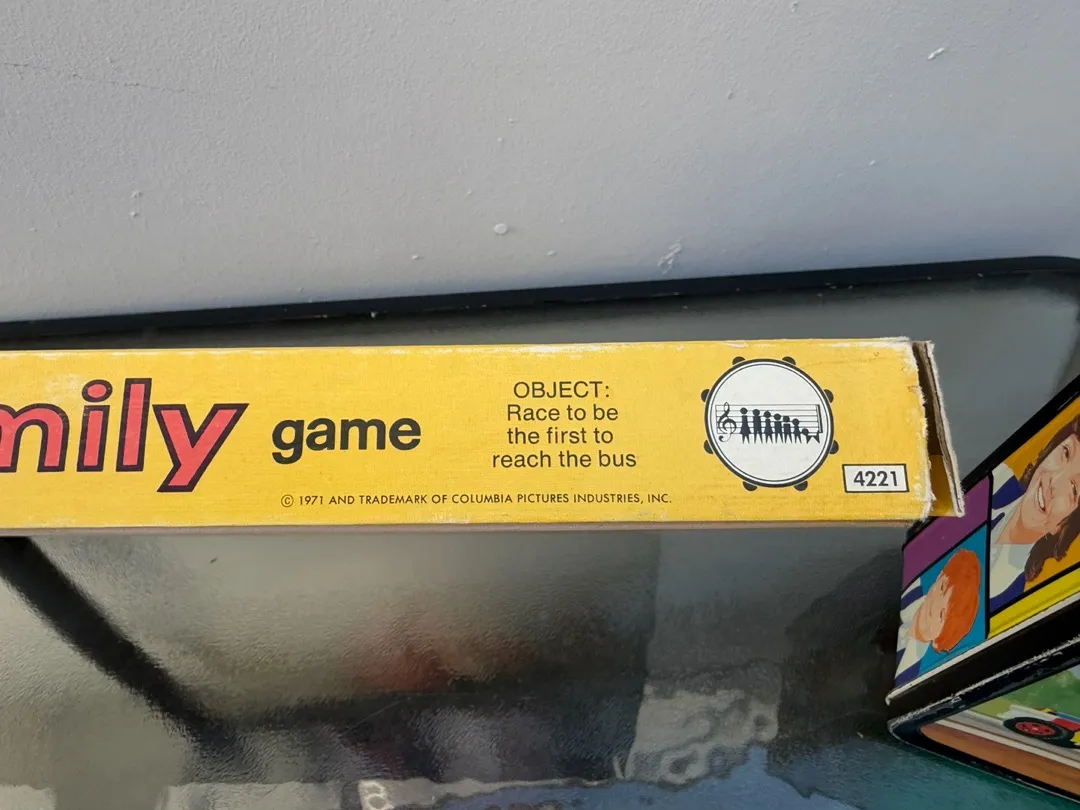 mily game
OBJECT:
Race to be
the first to
reach the bus
© 1971 AND TRADEMARK OF COLUMBIA PICTURES INDUSTRIES, INC.
4221